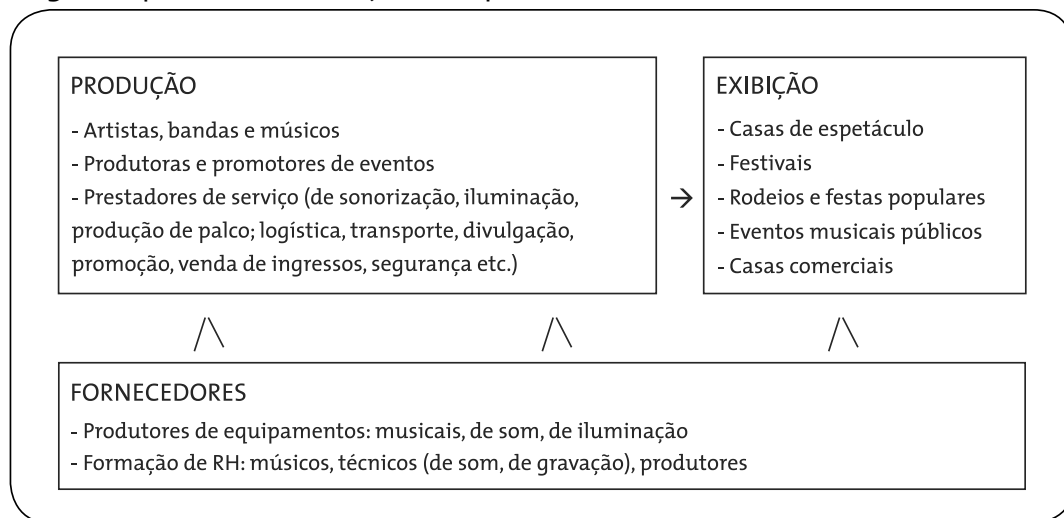 PRODUÇÃO
- Artistas, bandas e músicos
- Produtoras e promotores de eventos
- Prestadores de serviço (de sonorização, iluminação,
produção de palco; logística, transporte, divulgação,
promoção, venda de ingressos, segurança etc.)
→
EXIBIÇÃO
- Casas de espetáculo
- Festivais
- Rodeios e festas populares
- Eventos musicais públicos
- Casas comerciais
FORNECEDORES
- Produtores de equipamentos: musicais, de som, de iluminação
- Formação de RH: músicos, técnicos (de som, de gravação), produtores